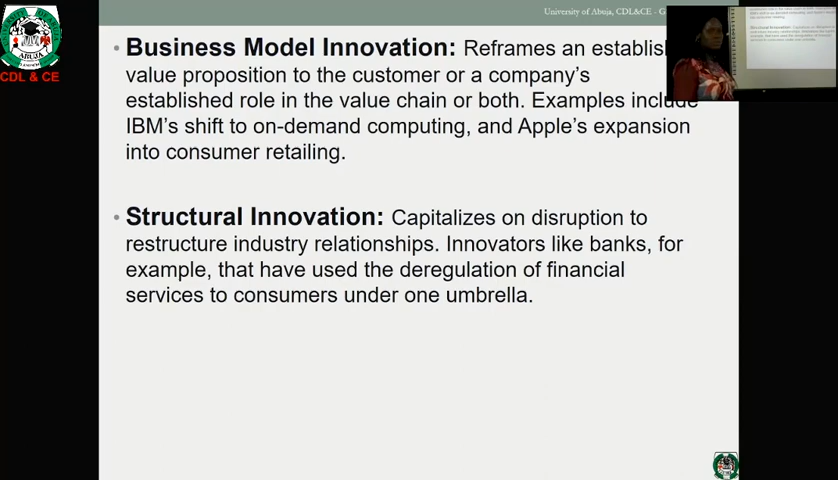 University of Abuja, CDL&CE - G
• Business Model Innovation: Reframes an establish
value proposition to the customer or a company's
established role in the value chain or both. Examples include
IBM's shift to on-demand computing, and Apple's expansion
into consumer retailing.
• Structural Innovation: Capitalizes on disruption to
restructure industry relationships. Innovators like banks, for
example, that have used the deregulation of financial
services to consumers under one umbrella.
ABUJA
CDL & CE